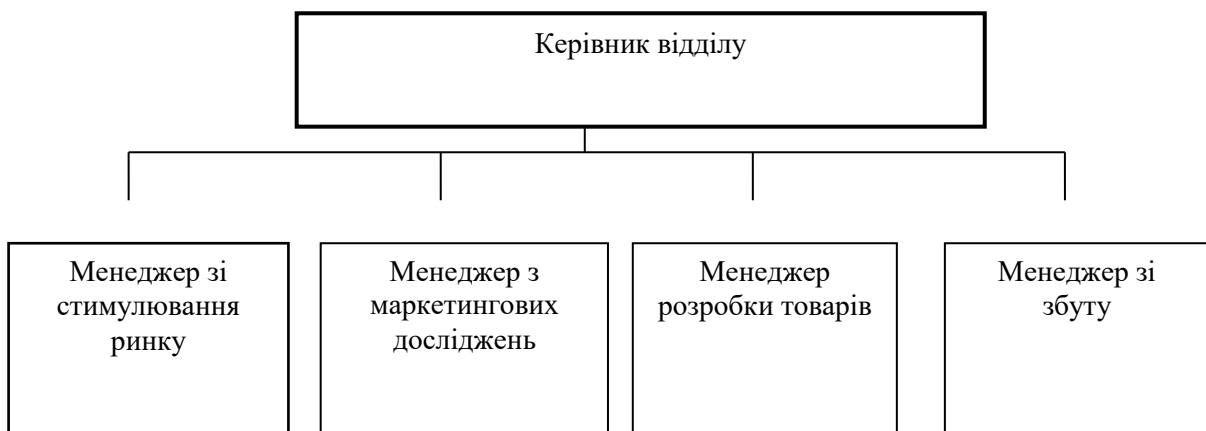 Керівник відділу
Менеджер зі
стимулювання
ринку
Менеджер з
маркетингових
досліджень
Менеджер
розробки товарів
Менеджер зі
збуту